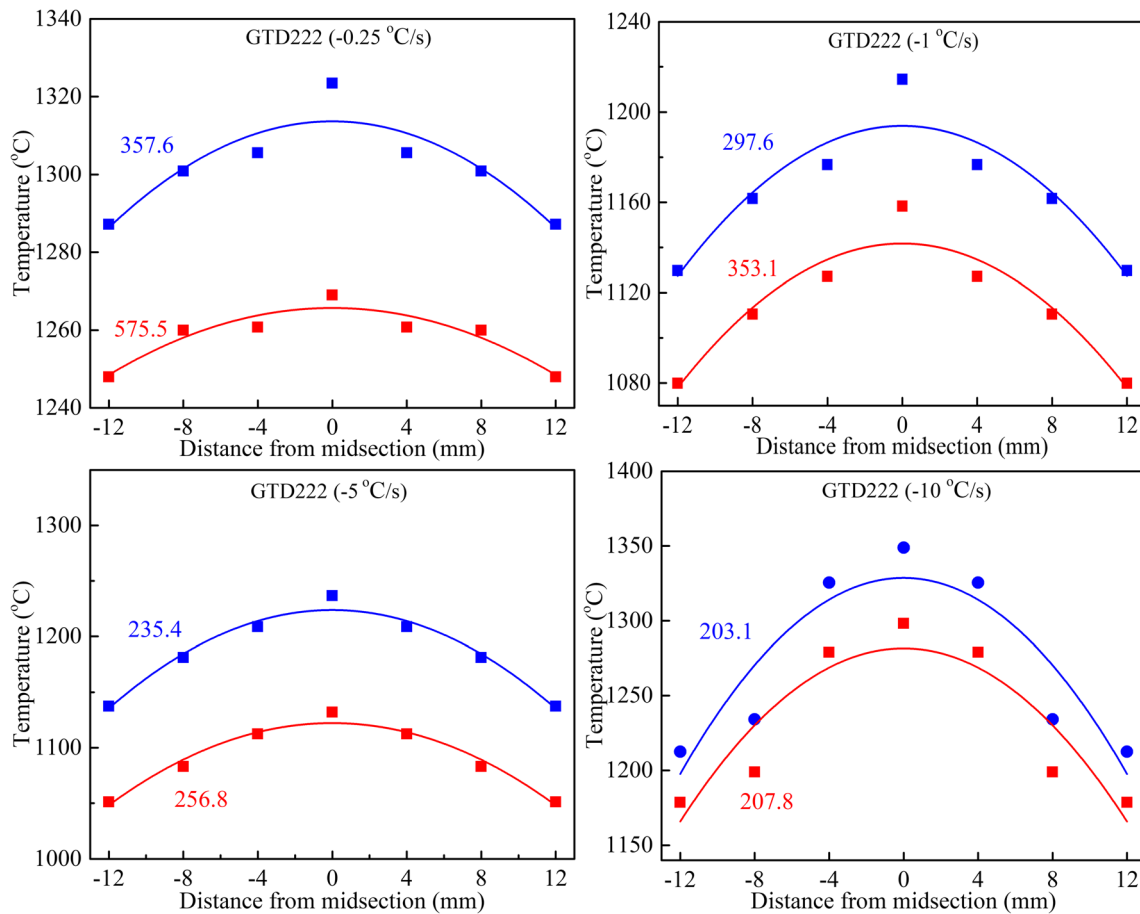 GTD222 (-0.25 °C/s)
1340
1320
1300
1280
1260
1240
Temperature (°C)
357.6
575.5
-12 -8 -4 0 4 8 12
Distance from midsection (mm)
GTD222 (-1 °C/s)
1240
1200
1160
1120
1080
Temperature (°C)
297.6
353.1
-12 -8 -4 0 4 8 12
Distance from midsection (mm)
GTD222 (-5 °C/s)
1300
1200
1100
1000
Temperature (°C)
235.4
256.8
-12 -8 -4 0 4 8 12
Distance from midsection (mm)
GTD222 (-10 °C/s)
1400
1350
1300
1250
1200
1150
Temperature (°C)
203.1
207.8
-12 -8 -4 0 4 8 12
Distance from midsection (mm)